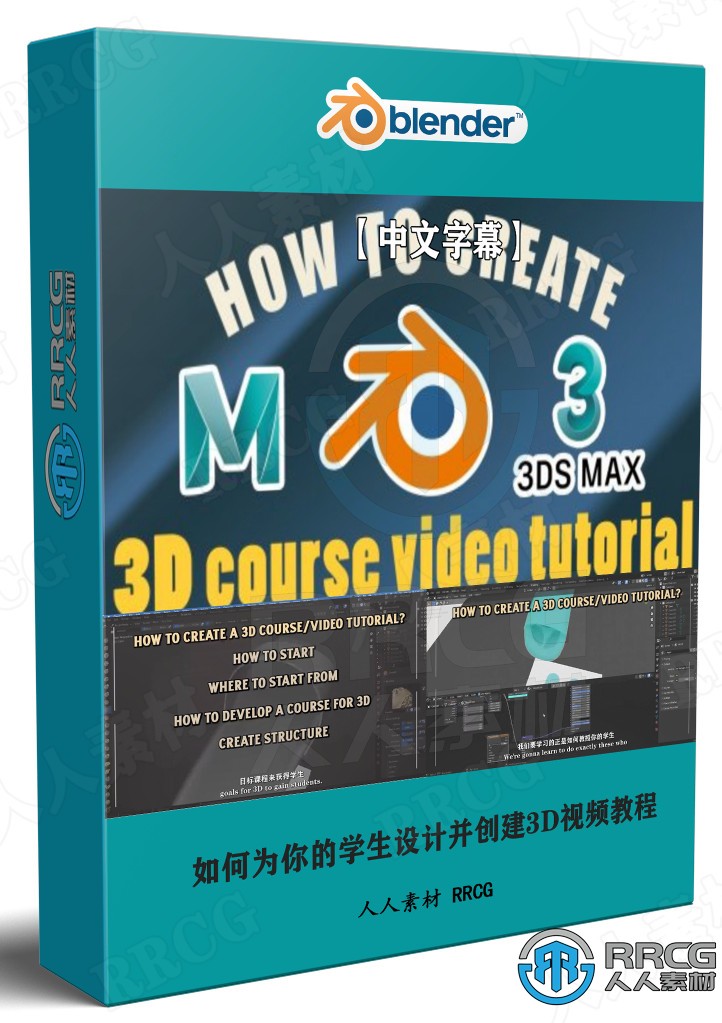 blender™
HOW TO CREATE
【中文字幕】
M
3
3DS MAX
3D course video tutorial
HOW TO CREATE A 3D COURSE/VIDEO TUTORIAL?
HOW TO START
WHERE TO START FROM
HOW TO DEVELOP A COURSE FOR 3D
CREATE STRUCTURE
目标课程来获得学生
goals for 3D to gain students.
HOW TO CREATE A 3D COURSE/VIDEO TUTORIAL?
我们要学习的正是如何教给你的学生
We're gonna learn to do exactly these who
如何为你的学生设计并创建3D视频教程
人人素材 RRCG
RRCG
人人素材
RRCG
人人素材